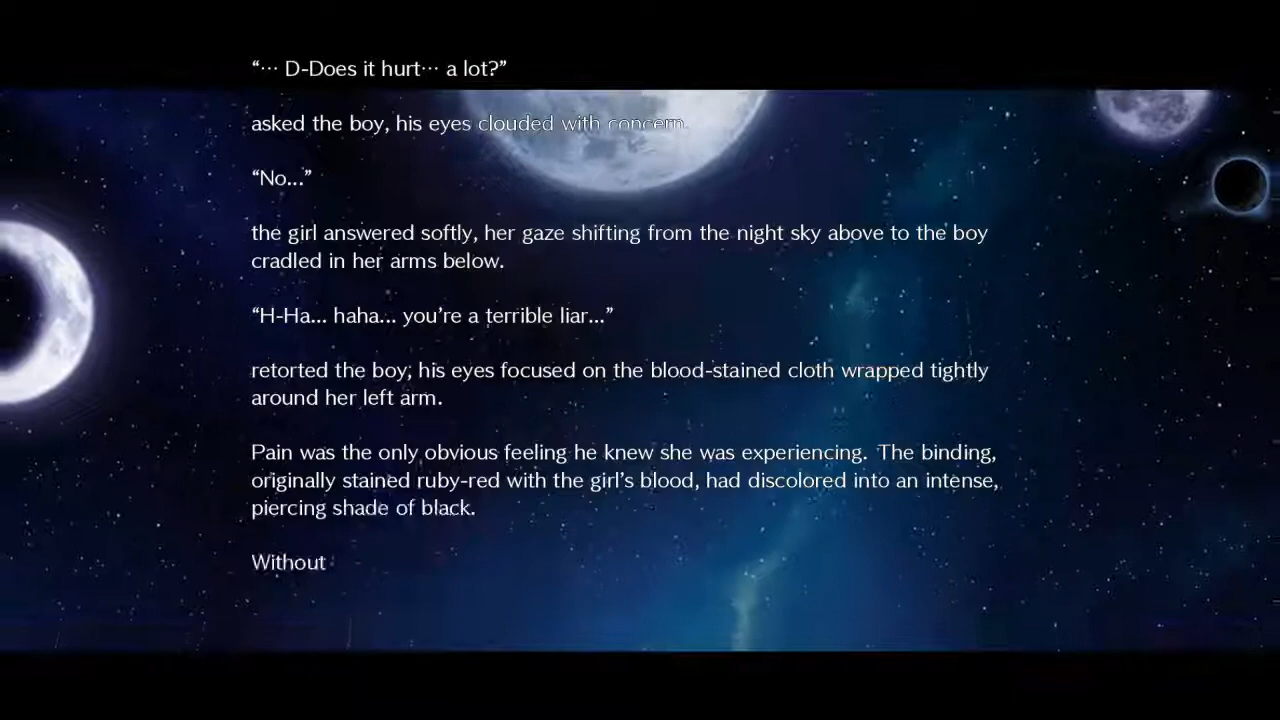 “··· D-Does it hurt··· a lot?”
asked the boy, his eyes clouded with concern.
“No...”
the girl answered softly, her gaze shifting from the night sky above to the boy
cradled in her arms below.
“H-Ha... haha... you’re a terrible liar...”
retorted the boy, his eyes focused on the blood-stained cloth wrapped tightly
around her left arm.
Pain was the only obvious feeling he knew she was experiencing. The binding,
originally stained ruby-red with the girl’s blood, had discolored into an intense,
piercing shade of black.
Without